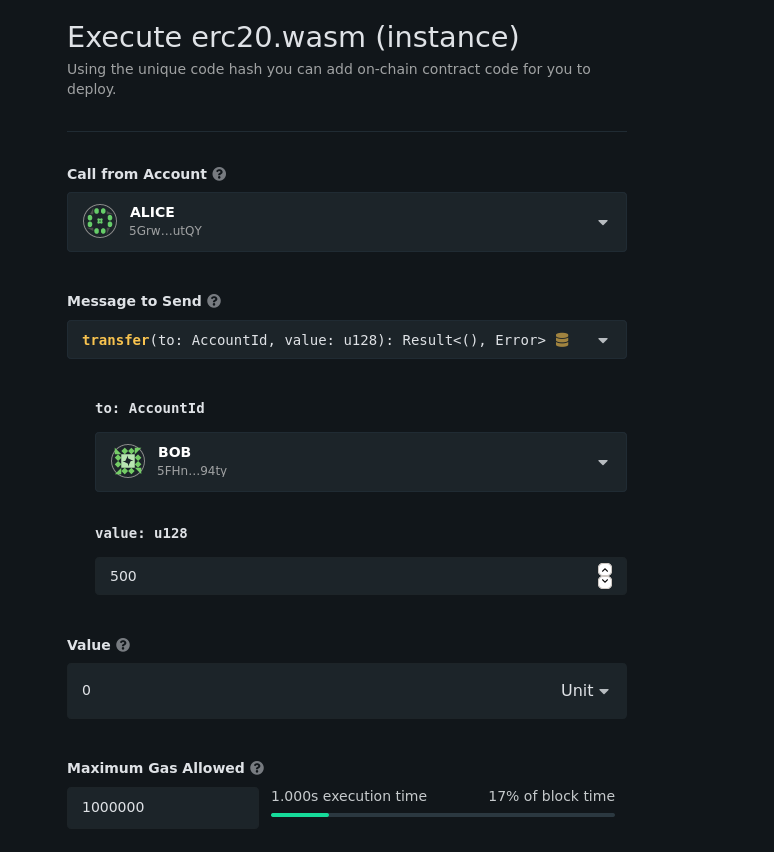 Execute erc20.wasm (instance)
Using the unique code hash you can add on-chain contract code for you to
deploy.
Call from Account ?
ALICE
5Grw...utQY
Message to Send ?
transfer(to: AccountId, value: u128): Result<(), Error>
to: AccountId
BOB
5FHn...94ty
value: u128
500
Value ?
0 Unit
Maximum Gas Allowed ?
1000000 1.000s execution time 17% of block time